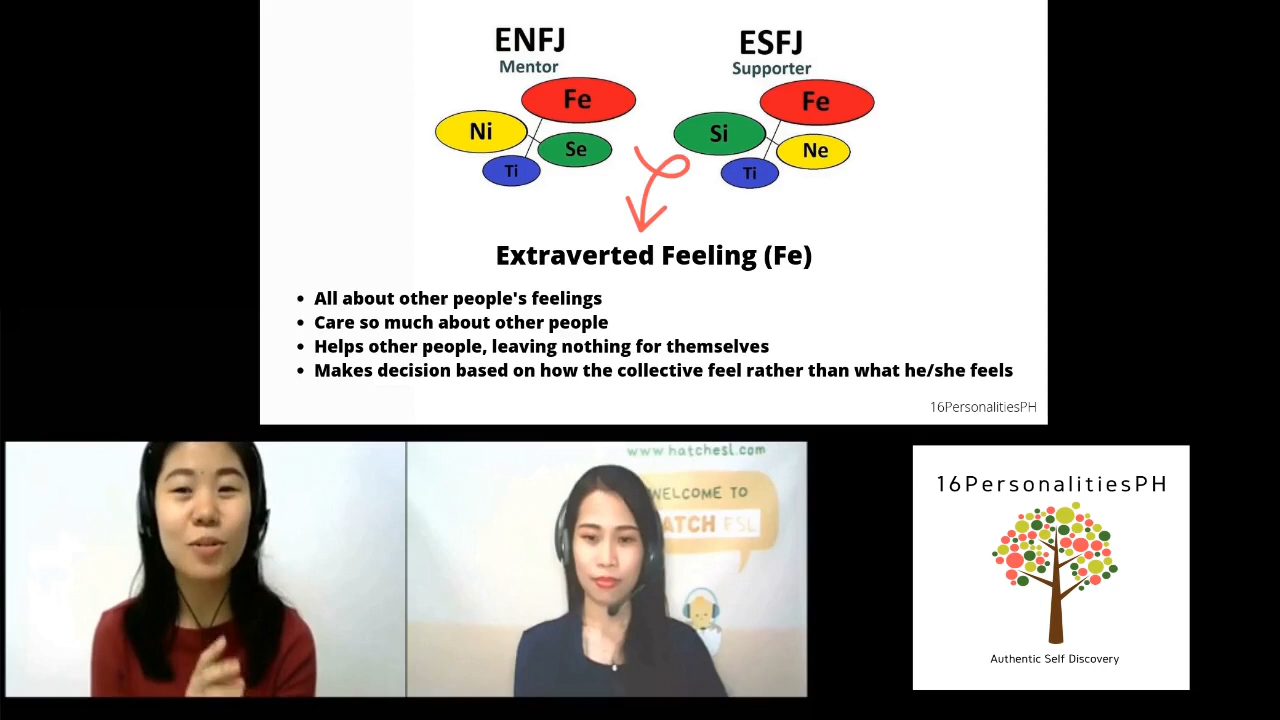 ENFJ
Mentor
Fe
Ni
Se
Ti
ESFJ
Supporter
Fe
Si
Ne
Ti
Extraverted Feeling (Fe)
• All about other people's feelings
• Care so much about other people
• Helps other people, leaving nothing for themselves
• Makes decision based on how the collective feel rather than what he/she feels
16PersonalitiesPH
www.hatchesl.com
WELCOME TO
HATCH ESL
16PersonalitiesPH
Authentic Self Discovery